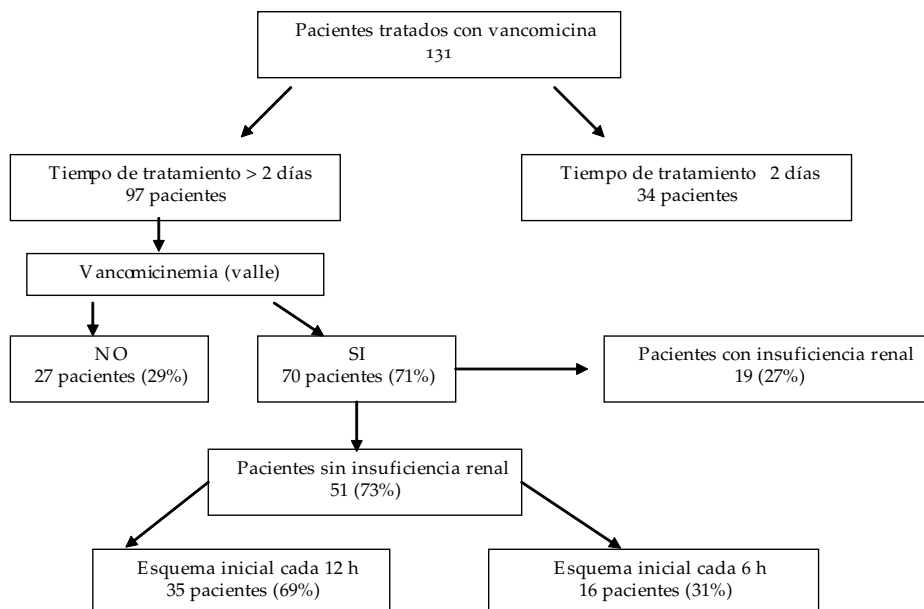 Pacientes tratados con vancomicina
131
Tiempo de tratamiento > 2 días
97 pacientes
Tiempo de tratamiento 2 días
34 pacientes
Vancomicinemia (valle)
NO
27 pacientes (29%)
SI
70 pacientes (71%)
Pacientes con insuficiencia renal
19 (27%)
Pacientes sin insuficiencia renal
51 (73%)
Esquema inicial cada 12 h
35 pacientes (69%)
Esquema inicial cada 6 h
16 pacientes (31%)